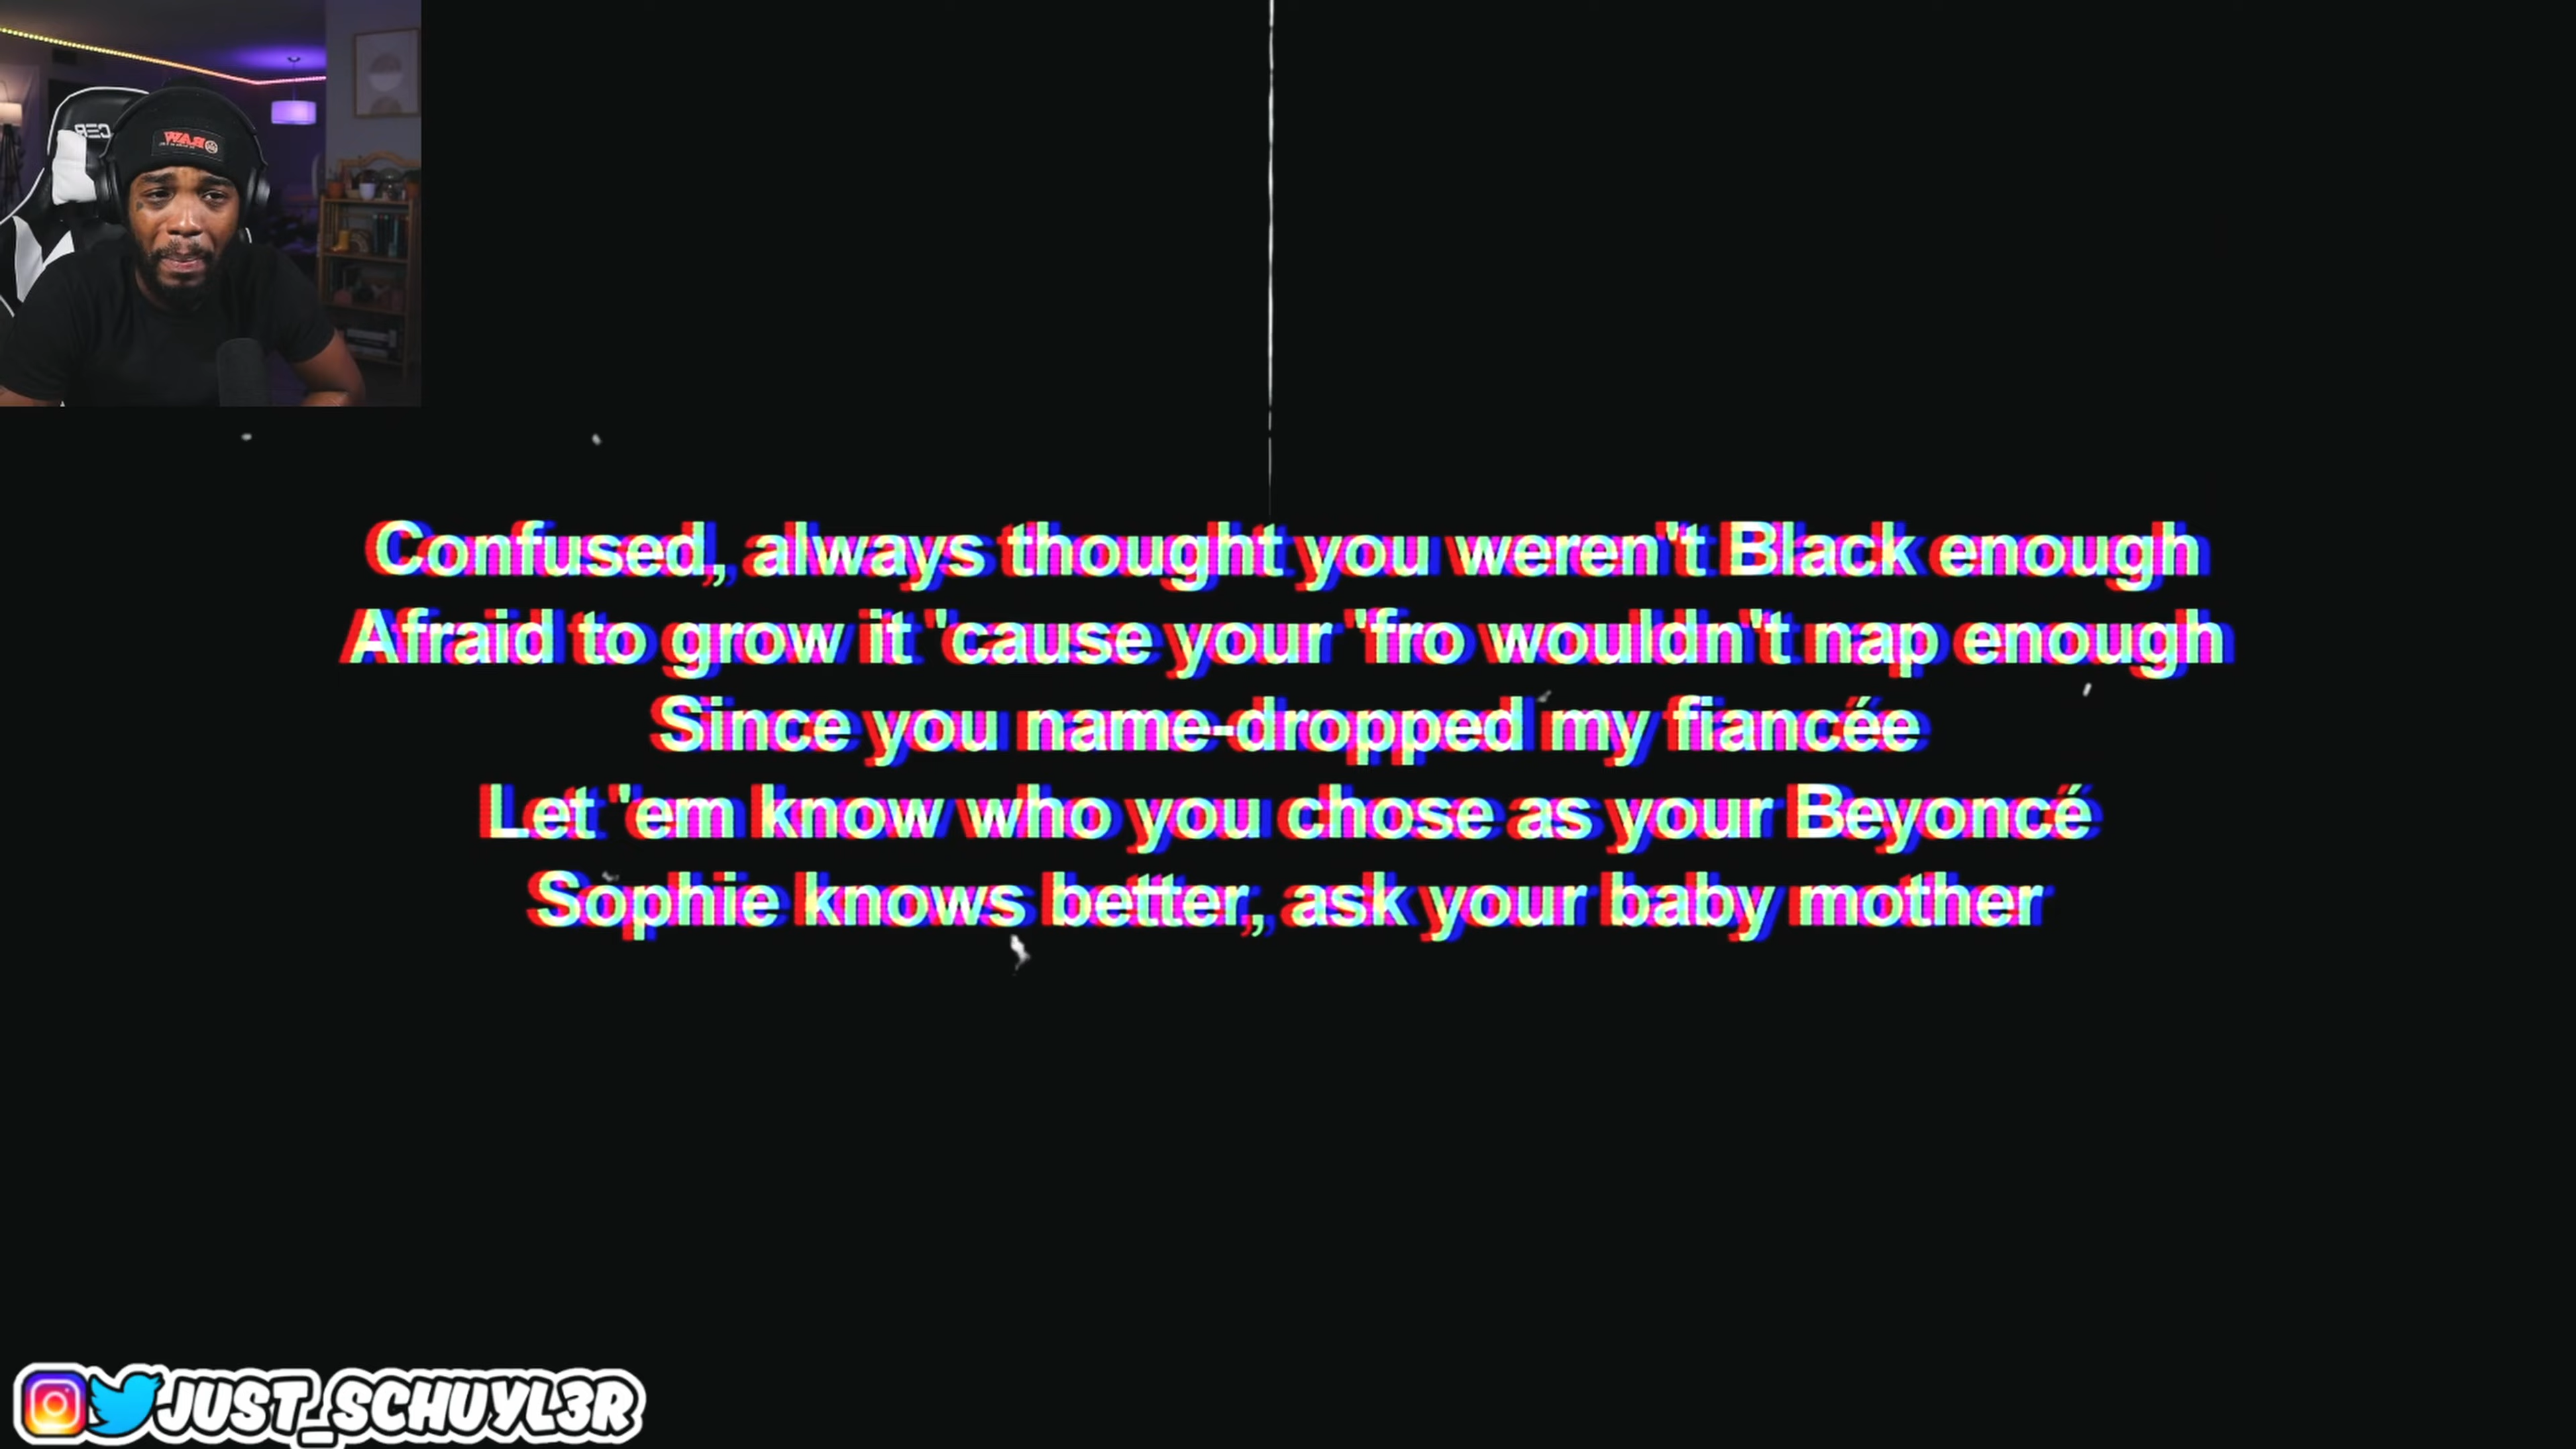 WAR
Confused, always thought you weren"t Black enough
Afraid to grow it "cause your "fro wouldn"t nap enough
Since you name-dropped my fiancée
Let "em know who you chose as your Beyoncé
Sophie knows better, ask your baby mother
JUST_SCHUYL3R